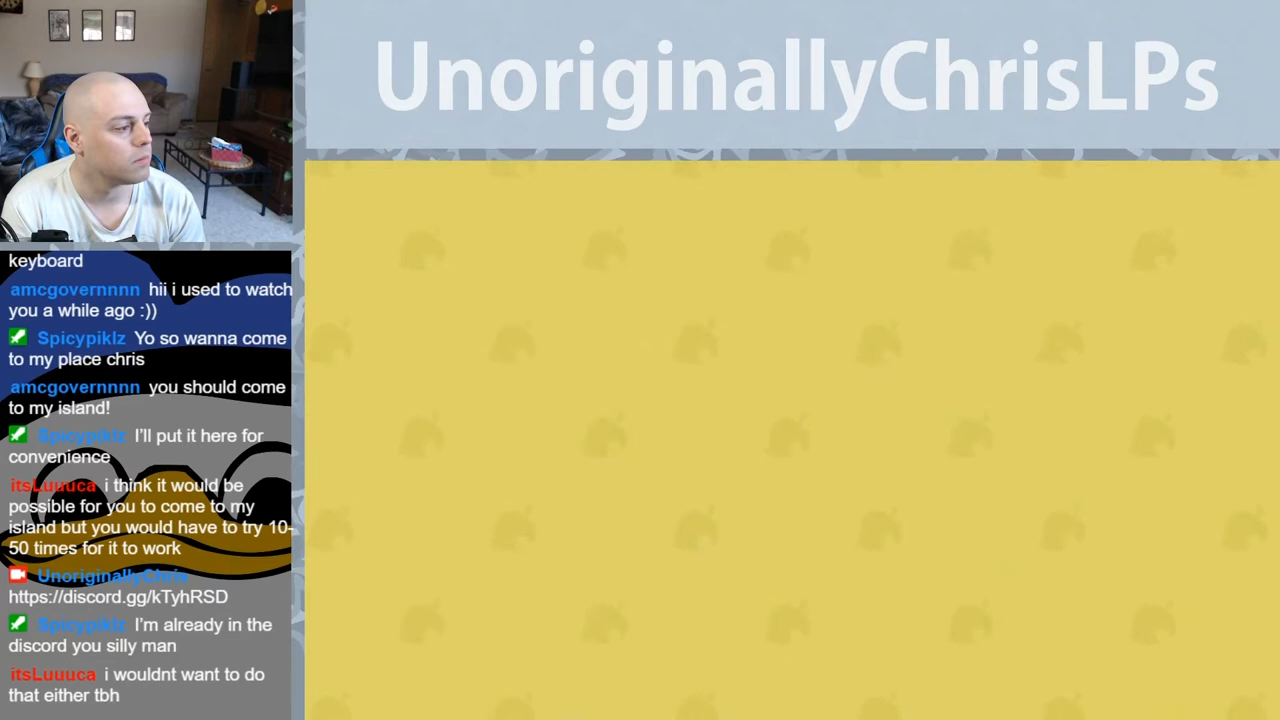 UnoriginallyChrisLPs
keyboard
amcgovernnnn hii i used to watch
you a while ago :))
Spicypiklz Yo so wanna come
to my place chris
amcgovernnnn you should come
to my island!
Spicypiklz I'll put it here for
convenience
itsLuuuca i think it would be
possible for you to come to my
island but you would have to try 10-
50 times for it to work
UnoriginallyChris
https://discord.gg/kTyhRSD
Spicypiklz I'm already in the
discord you silly man
itsLuuuca i wouldnt want to do
that either tbh